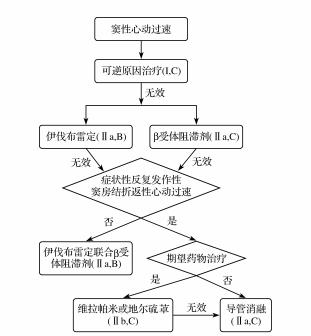 窦性心动过速
可逆原因治疗(Ⅰ,C)
无效
伊伐布雷定(Ⅱa,B)
β受体阻滞剂(Ⅱa,C)
无效
无效
症状性反复发作性
窦房结折返性心动过速
否
是
伊伐布雷定联合β受
体阻滞剂(Ⅱa,B)
期望药物治疗
是
否
维拉帕米或地尔硫䓬
(Ⅱb,C)
无效
导管消融
(Ⅱa,C)